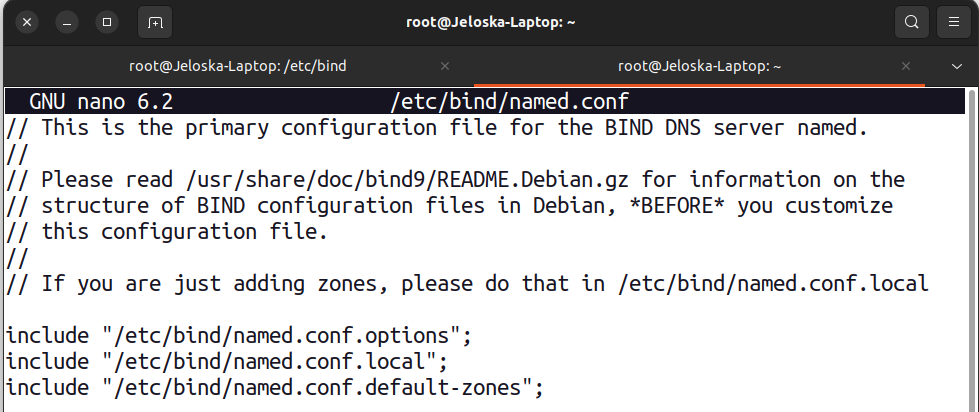 root@Jeloska-Laptop: ~
root@Jeloska-Laptop: /etc/bind
root@Jeloska-Laptop: ~
GNU nano 6.2 /etc/bind/named.conf
// This is the primary configuration file for the BIND DNS server named.
//
// Please read /usr/share/doc/bind9/README.Debian.gz for information on the
// structure of BIND configuration files in Debian, *BEFORE* you customize
// this configuration file.
//
// If you are just adding zones, please do that in /etc/bind/named.conf.local
include "/etc/bind/named.conf.options";
include "/etc/bind/named.conf.local";
include "/etc/bind/named.conf.default-zones";